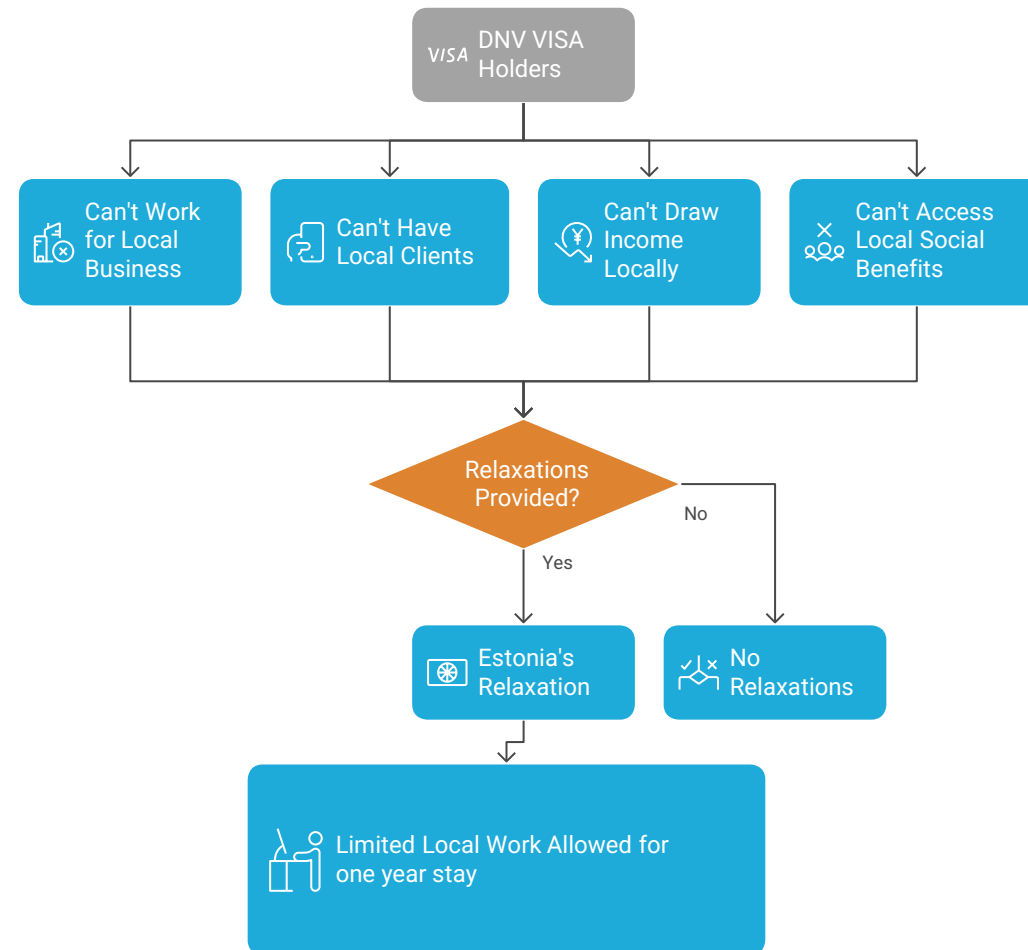 VISA
DNV VISA
Holders
Can't Work
for Local
Business
Can't Have
Local Clients
¥
Can't Draw
Income
Locally
Can't Access
Local Social
Benefits
Relaxations
Provided?
No
Yes
Estonia's
Relaxation
No
Relaxations
Limited Local Work Allowed for
one year stay